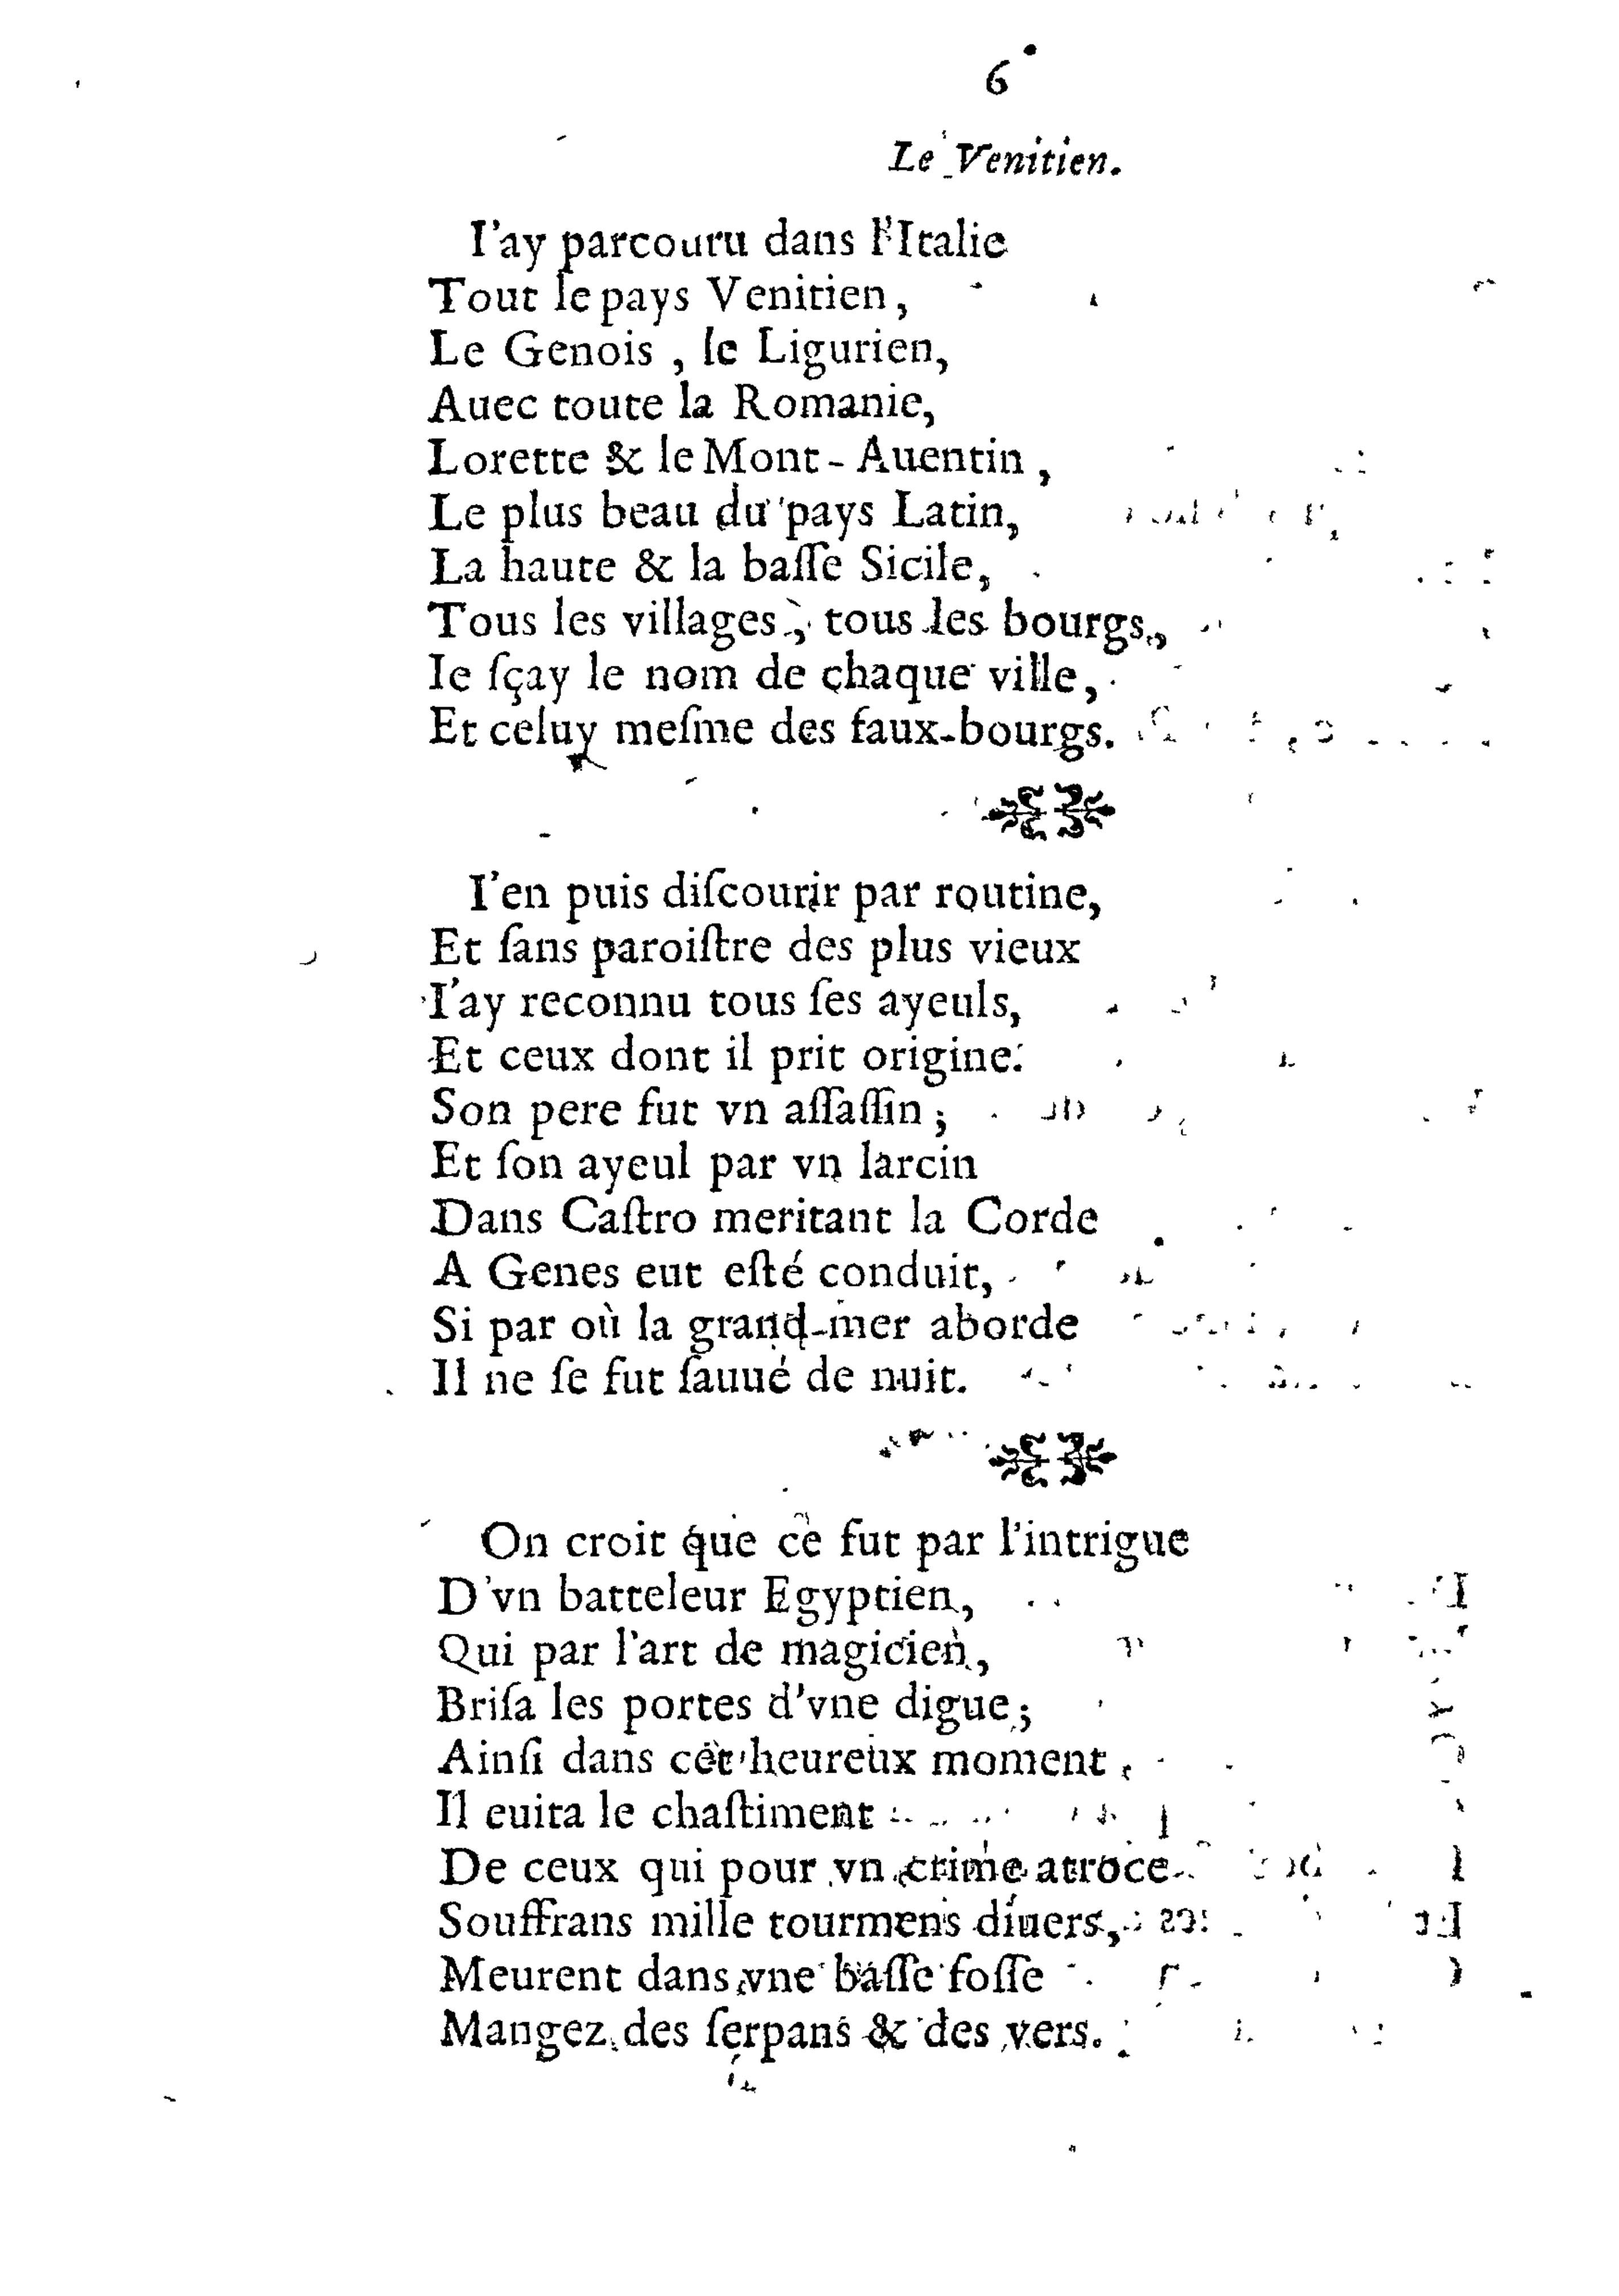 6
Le Venitien.
I'ay parcouru dans l'Italie
Tout le pays Venitien,
Le Genois, le Ligurien,
Auec toute la Romanie,
Lorette & le Mont-Auentin,
Le plus beau du pays Latin,
La haute & la baſſe Sicile,
Tous les villages, tous les bourgs,
Ie ſçay le nom de chaque ville,
Et celuy meſme des faux-bourgs.
I'en puis diſcourir par routine,
Et ſans paroiſtre des plus vieux
I'ay reconnu tous ſes ayeuls,
Et ceux dont il prit origine:
Son pere fut vn aſſaſſin;
Et ſon ayeul par vn larcin
Dans Caſtro meritant la Corde
A Genes eut eſté conduit,
Si par où la grand-mer aborde
Il ne ſe fut ſauué de nuit.
On croit que ce fut par l'intrigue
D'vn batteleur Egyptien,
Qui par l'art de magicien,
Briſa les portes d'vne digue;
Ainſi dans cét heureux moment,
Il euita le chaſtiment
De ceux qui pour vn crime atroce
Souffrans mille tourmens diuers,
Meurent dans vne baſſe foſſe
Mangez des ſerpans & des vers.